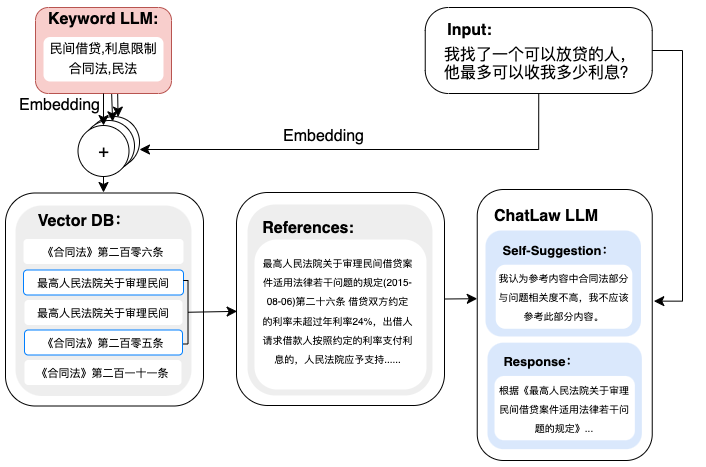 Keyword LLM:
民间借贷,利息限制
合同法,民法
Input:
我找了一个可以放贷的人，
他最多可以收我多少利息？
Embedding
Embedding
+
Vector DB：
《合同法》第二百零六条
最高人民法院关于审理民间
最高人民法院关于审理民间
《合同法》第二百零五条
《合同法》第二百一十一条
References:
最高人民法院关于审理民间借贷案
件适用法律若干问题的规定(2015-
08-06)第二十六条 借贷双方约定
的利率未超过年利率24%，出借人
请求借款人按照约定的利率支付利
息的，人民法院应予支持......
ChatLaw LLM
Self-Suggestion：
我认为参考内容中合同法部分
与问题相关度不高，我不应该
参考此部分内容。
Response：
根据《最高人民法院关于审理
民间借贷案件适用法律若干问
题的规定》...